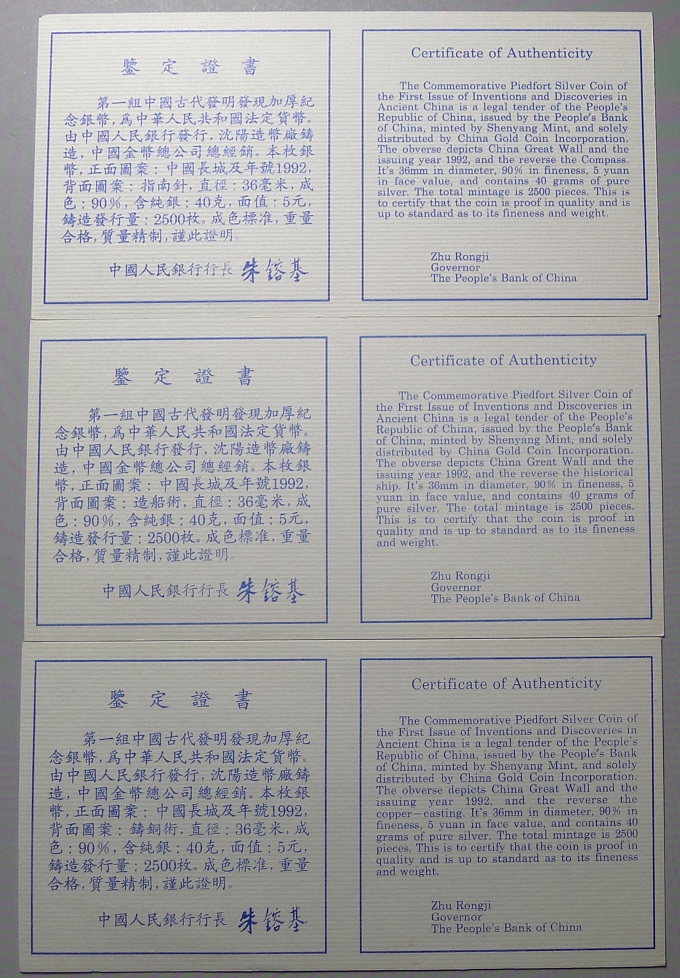 鑒定證書
第一組中國古代發明發現加厚紀
念銀幣，爲中華人民共和國法定貨幣。
由中國人民銀行發行，沈陽造幣廠鑄
造，中國金幣總公司總經銷。本枚銀
幣，正面圖案：中國長城及年號1992，
背面圖案：指南針，直徑：36毫米，成
色：90%，含純銀：40克，面值：5元，
鑄造發行量：2500枚。成色標准，重量
合格，質量精制，謹此證明。
中國人民銀行行長 朱鎔基
Certificate of Authenticity
The Commemorative Piedfort Silver Coin of
the First Issue of Inventions and Discoveries in
Ancient China is a legal tender of the People's
Republic of China, issued by the People's Bank
of China, minted by Shenyang Mint, and solely
distributed by China Gold Coin Incorporation.
The obverse depicts China Great Wall and the
issuing year 1992, and the reverse the Compass.
It's 36mm in diameter, 90% in fineness, 5 yuan
in face value, and contains 40 grams of pure
silver. The total mintage is 2500 pieces. This is
to certify that the coin is proof in quality and is
up to standard as to its fineness and weight.
Zhu Rongji
Governor
The People's Bank of China
鑒定證書
第一組中國古代發明發現加厚紀
念銀幣，爲中華人民共和國法定貨幣。
由中國人民銀行發行，沈陽造幣廠鑄
造，中國金幣總公司總經銷。本枚銀
幣，正面圖案：中國長城及年號1992，
背面圖案：造船術，直徑：36毫米，成
色：90%，含純銀：40克，面值：5元，
鑄造發行量：2500枚。成色標准，重量
合格，質量精制，謹此證明。
中國人民銀行行長 朱鎔基
Certificate of Authenticity
The Commemorative Piedfort Silver Coin of
the First Issue of Inventions and Discoveries in
Ancient China is a legal tender of the People's
Republic of China, issued by the People's Bank
of China, minted by Shenyang Mint, and solely
distributed by China Gold Coin Incorporation.
The obverse depicts China Great Wall and the
issuing year 1992, and the reverse the historical
ship. It's 36mm in diameter, 90% in fineness, 5
yuan in face value, and contains 40 grams of
pure silver. The total mintage is 2500 pieces.
This is to certify that the coin is proof in
quality and is up to standard as to its fineness
and weight.
Zhu Rongji
Governor
The People's Bank of China
鑒定證書
第一組中國古代發明發現加厚紀
念銀幣，爲中華人民共和國法定貨幣。
由中國人民銀行發行，沈陽造幣廠鑄
造，中國金幣總公司總經銷。本枚銀
幣，正面圖案：中國長城及年號1992，
背面圖案：鑄銅術，直徑：36毫米，成
色：90%，含純銀：40克，面值：5元，
鑄造發行量：2500枚。成色標准，重量
合格，質量精制，謹此證明。
中國人民銀行行長 朱鎔基
Certificate of Authenticity
The Commemorative Piedfort Silver Coin of
the First Issue of Inventions and Discoveries in
Ancient China is a legal tender of the People's
Republic of China, issued by the People's Bank
of China, minted by Shenyang Mint, and solely
distributed by China Gold Coin Incorporation.
The obverse depicts China Great Wall and the
issuing year 1992, and the reverse the
copper—casting. It's 36mm in diameter, 90% in
fineness, 5 yuan in face value, and contains 40
grams of pure silver. The total mintage is 2500
pieces. This is to certify that the coin is proof in
quality and is up to standard as to its fineness
and weight.
Zhu Rongji
Governor
The People's Bank of China